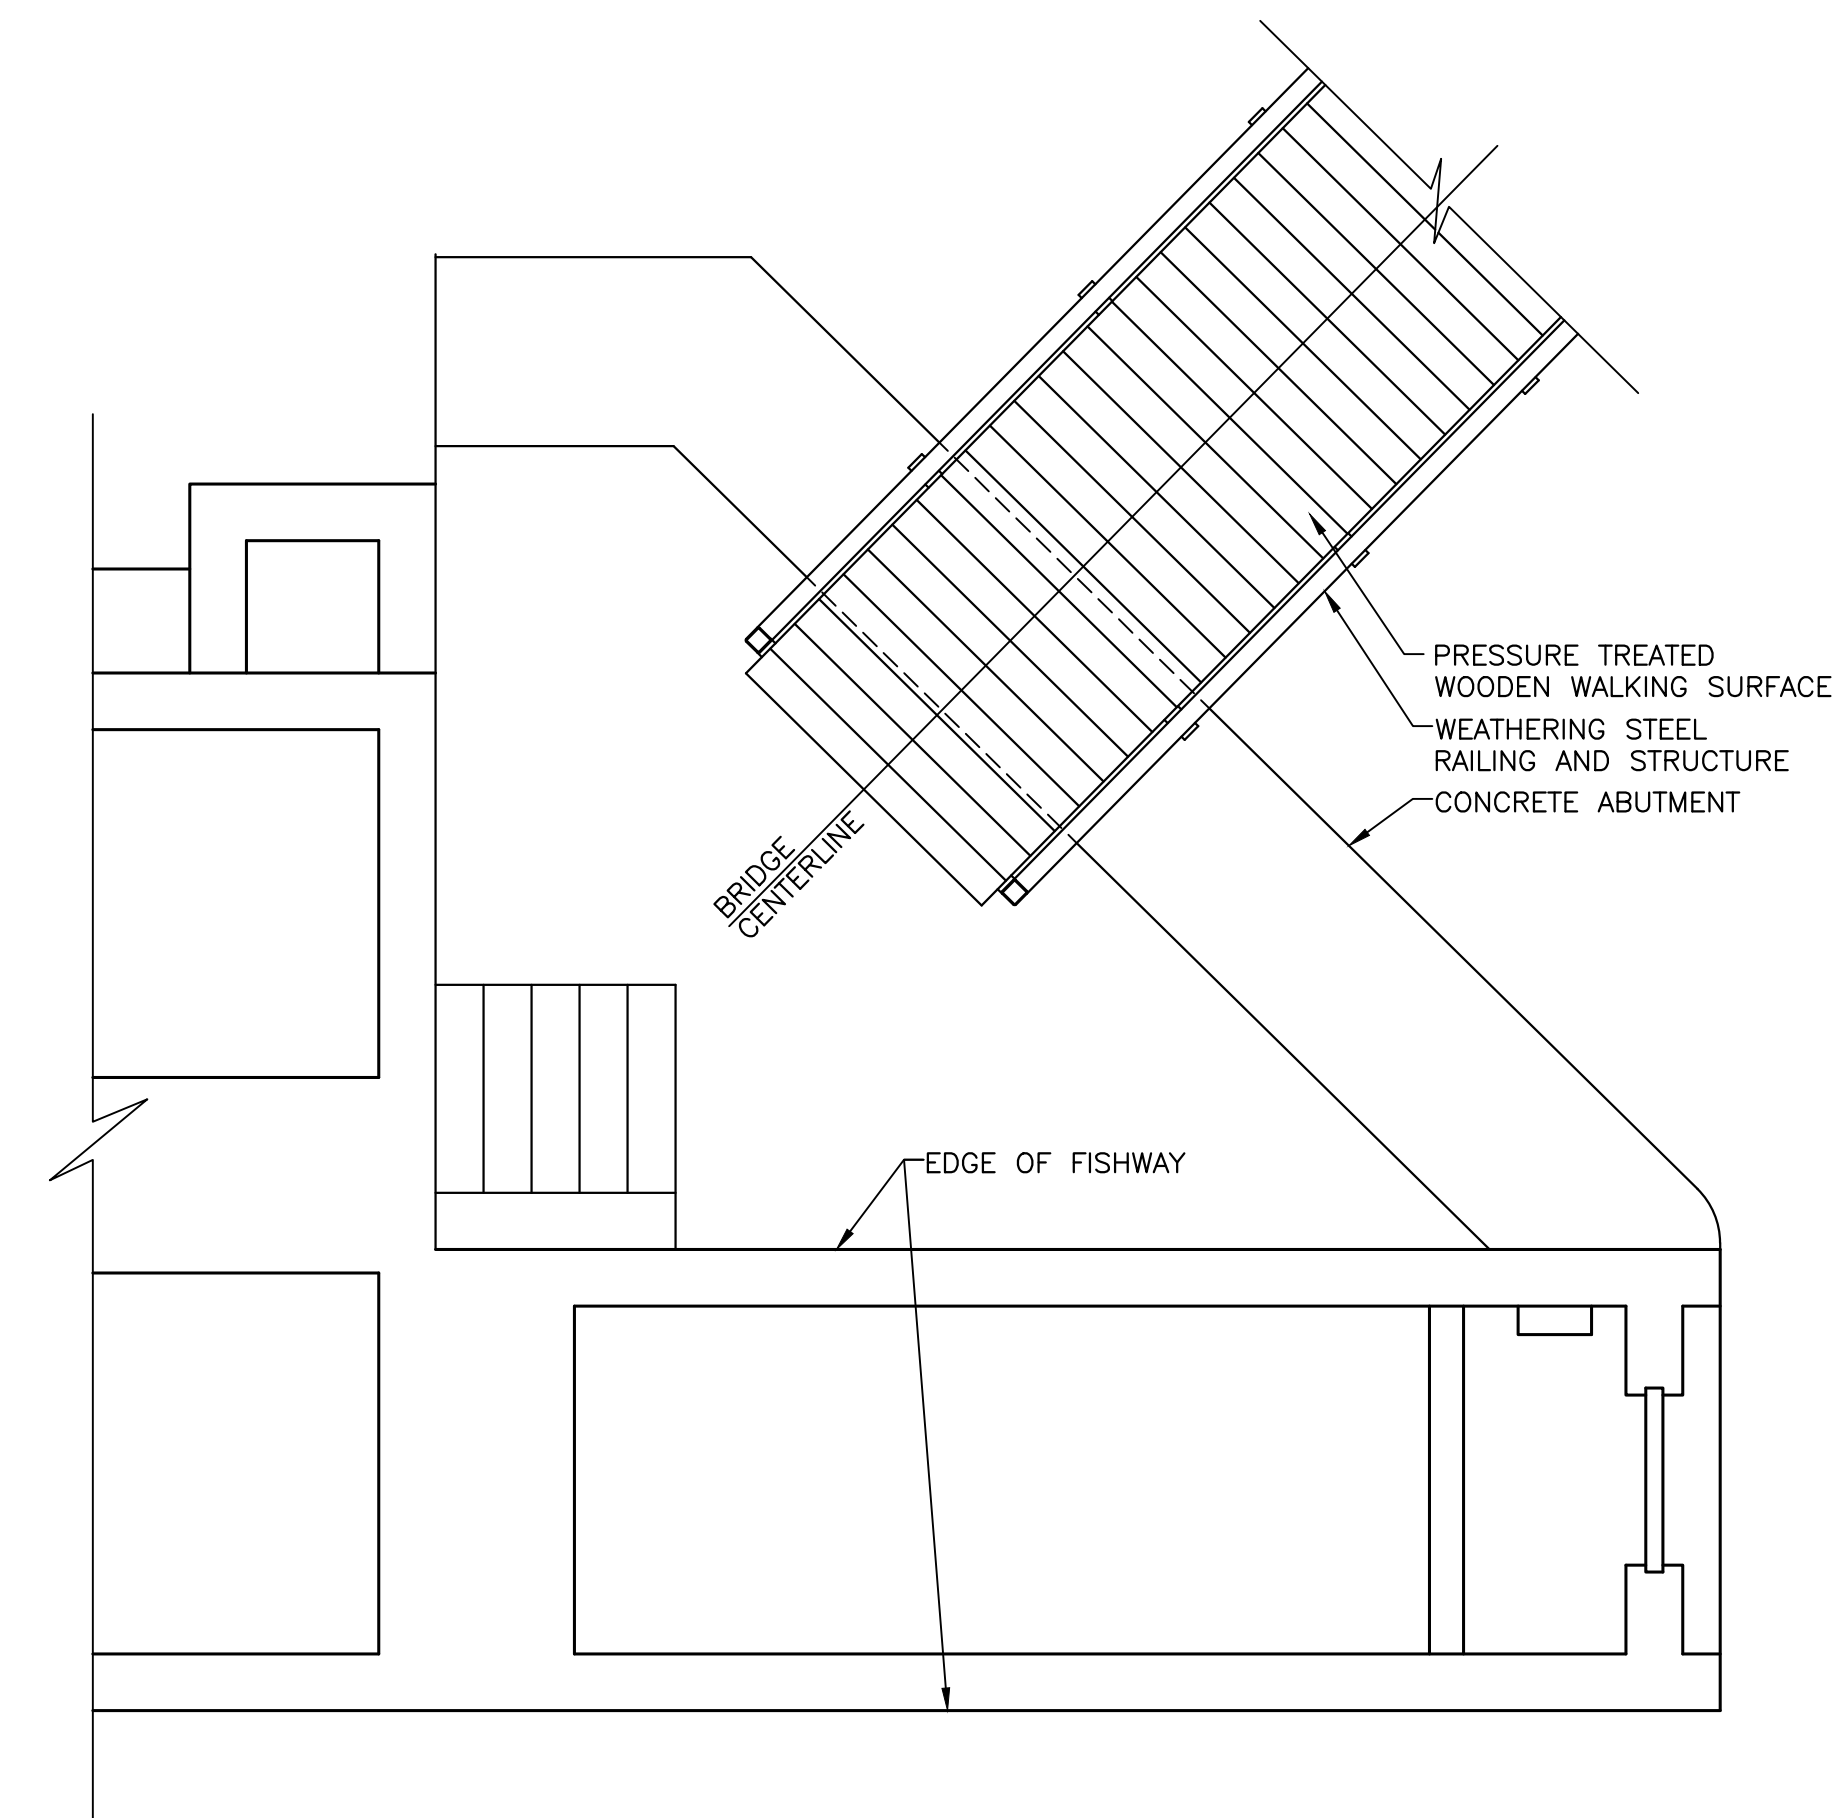 PRESSURE TREATED
WOODEN WALKING SURFACE
WEATHERING STEEL
RAILING AND STRUCTURE
CONCRETE ABUTMENT
BRIDGE
CENTERLINE
EDGE OF FISHWAY